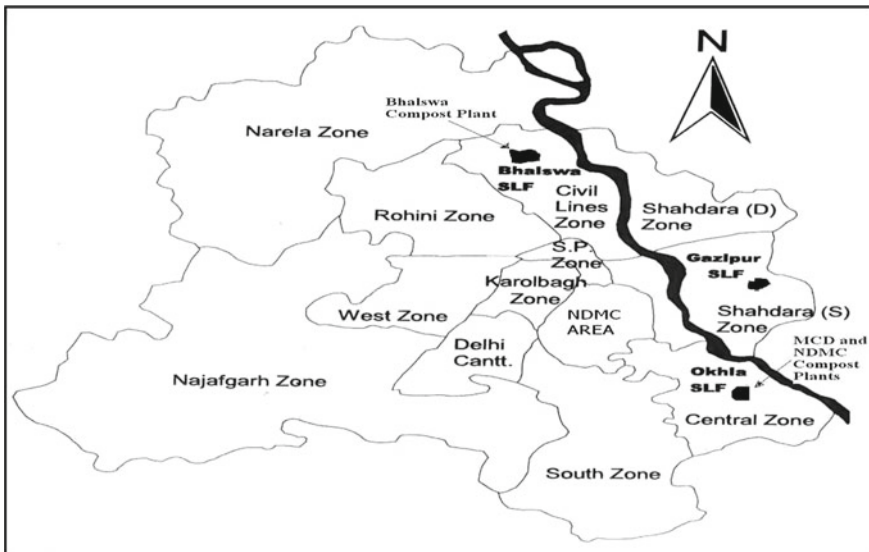 N
Bhalswa
Compost Plant
Narela Zone
Bhalswa
SLF
Civil
Lines
Zone
Rohini Zone
Shahdara (D)
Zone
S.P.
Zone
Gazipur
SLF
Karolbagh
Zone
West Zone
NDMC
AREA
Shahdara (S)
Zone
Delhi
Cantt.
MCD and
NDMC
Compost
Plants
Najafgarh Zone
Okhla
SLF
Central Zone
South Zone